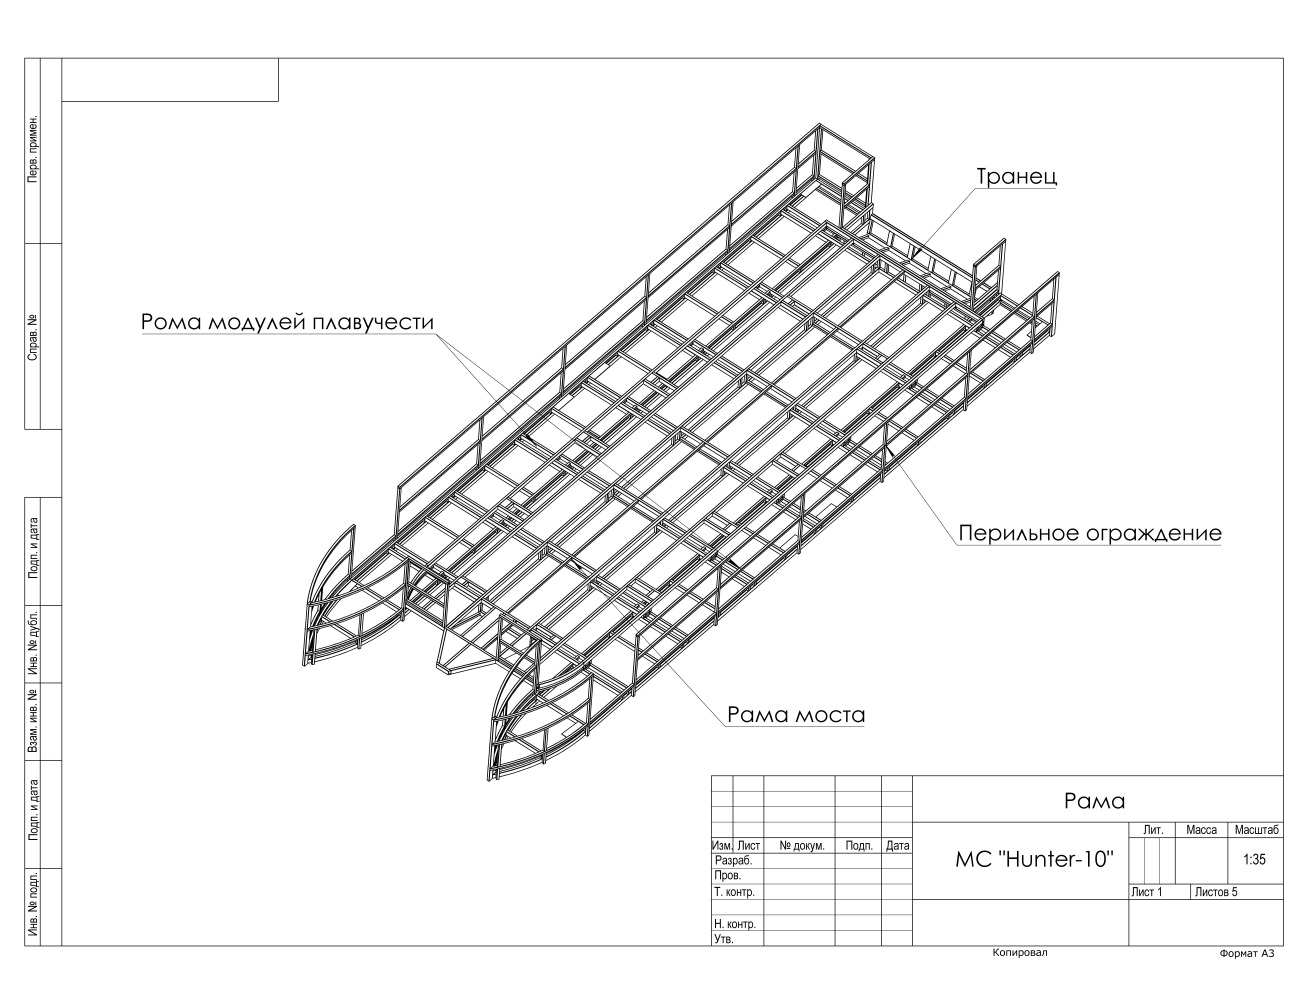 Перв. примен.
Справ. №
Подп. и дата
Инв. № дубл.
Взам. инв. №
Подп. и дата
Инв. № подл.
Транец
Рома модулей плавучести
Перильное ограждение
Рама моста
Рама
МС "Hunter-10"
Лит. Масса Масштаб
1:35
Лист 1 Листов 5
Изм. Лист № докум. Подп. Дата
Разраб.
Пров.
Т. контр.
Н. контр.
Утв.
Копировал Формат А3